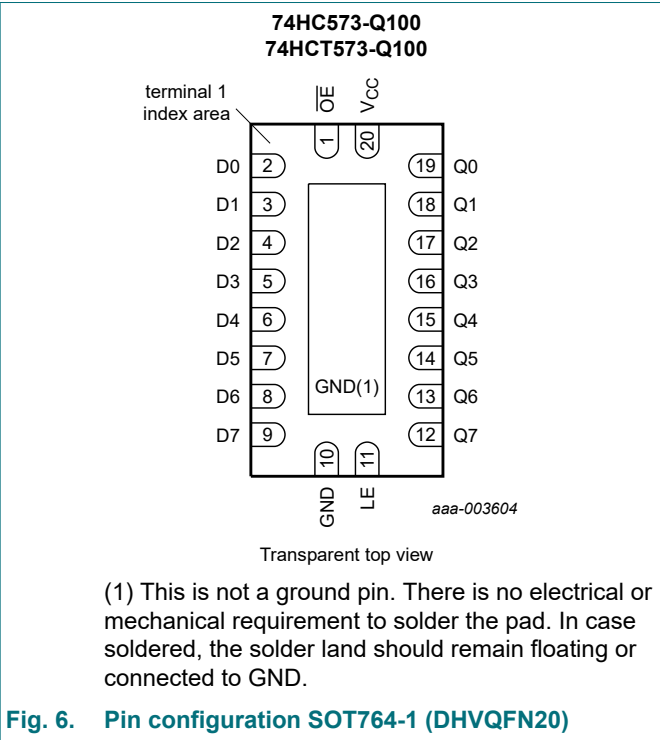 74HC573-Q100
74HCT573-Q100
terminal 1
index area
OE
VCC
1
20
D0 2
19 Q0
D1 3
18 Q1
D2 4
17 Q2
D3 5
16 Q3
D4 6
15 Q4
D5 7
14 Q5
D6 8
GND(1)
13 Q6
D7 9
12 Q7
10
11
GND
LE
aaa-003604
Transparent top view
(1) This is not a ground pin. There is no electrical or
mechanical requirement to solder the pad. In case
soldered, the solder land should remain floating or
connected to GND.
Fig. 6. Pin configuration SOT764-1 (DHVQFN20)